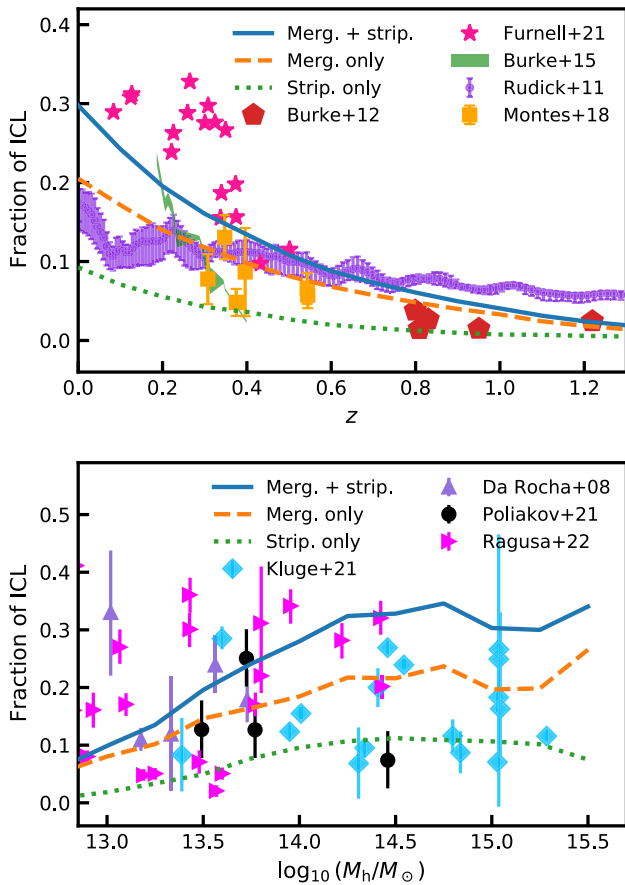 Merg. + strip.
Merg. only
Strip. only
Burke+12
Furnell+21
Burke+15
Rudick+11
Montes+18
Fraction of ICL
0.4
0.3
0.2
0.1
0.0
0.0 0.2 0.4 0.6 0.8 1.0 1.2
z
Merg. + strip.
Merg. only
Strip. only
Kluge+21
Da Rocha+08
Poliakov+21
Ragusa+22
Fraction of ICL
0.5
0.4
0.3
0.2
0.1
0.0
13.0 13.5 14.0 14.5 15.0 15.5
log₁₀(Mₕ/M☉)